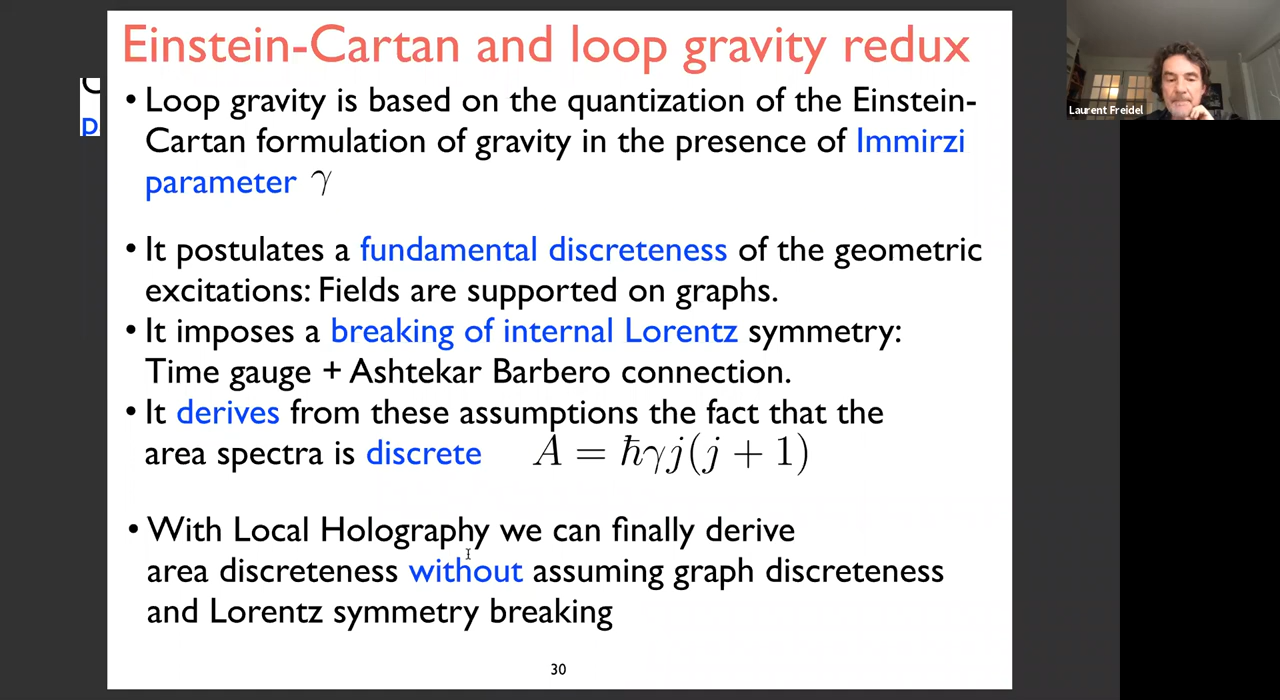 Einstein-Cartan and loop gravity redux
• Loop gravity is based on the quantization of the Einstein-
Cartan formulation of gravity in the presence of Immirzi
parameter γ
• It postulates a fundamental discreteness of the geometric
excitations: Fields are supported on graphs.
• It imposes a breaking of internal Lorentz symmetry:
Time gauge + Ashtekar Barbero connection.
• It derives from these assumptions the fact that the
area spectra is discrete A = ℏγj(j + 1)
• With Local Holography we can finally derive
area discreteness without assuming graph discreteness
and Lorentz symmetry breaking
30
Laurent Freidel